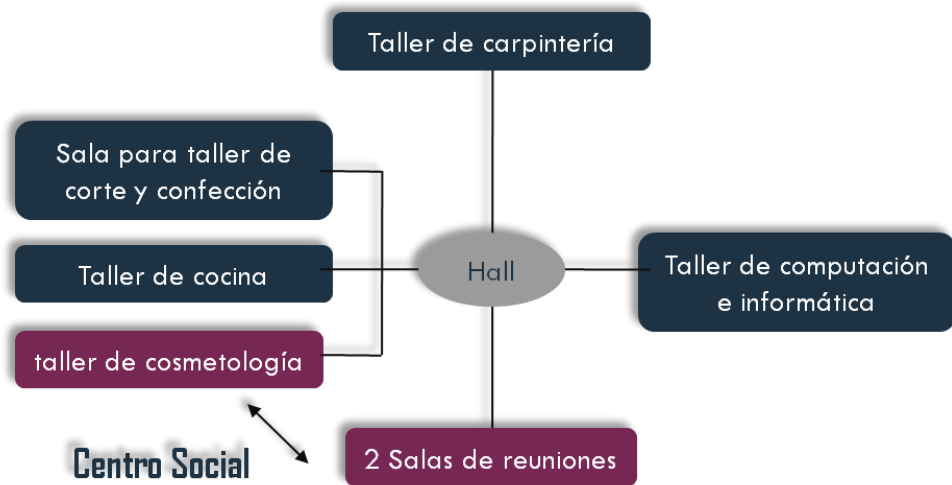 Taller de carpintería
Sala para taller de
corte y confección
Taller de cocina
taller de cosmetología
Hall
Taller de computación
e informática
2 Salas de reuniones
Centro Social